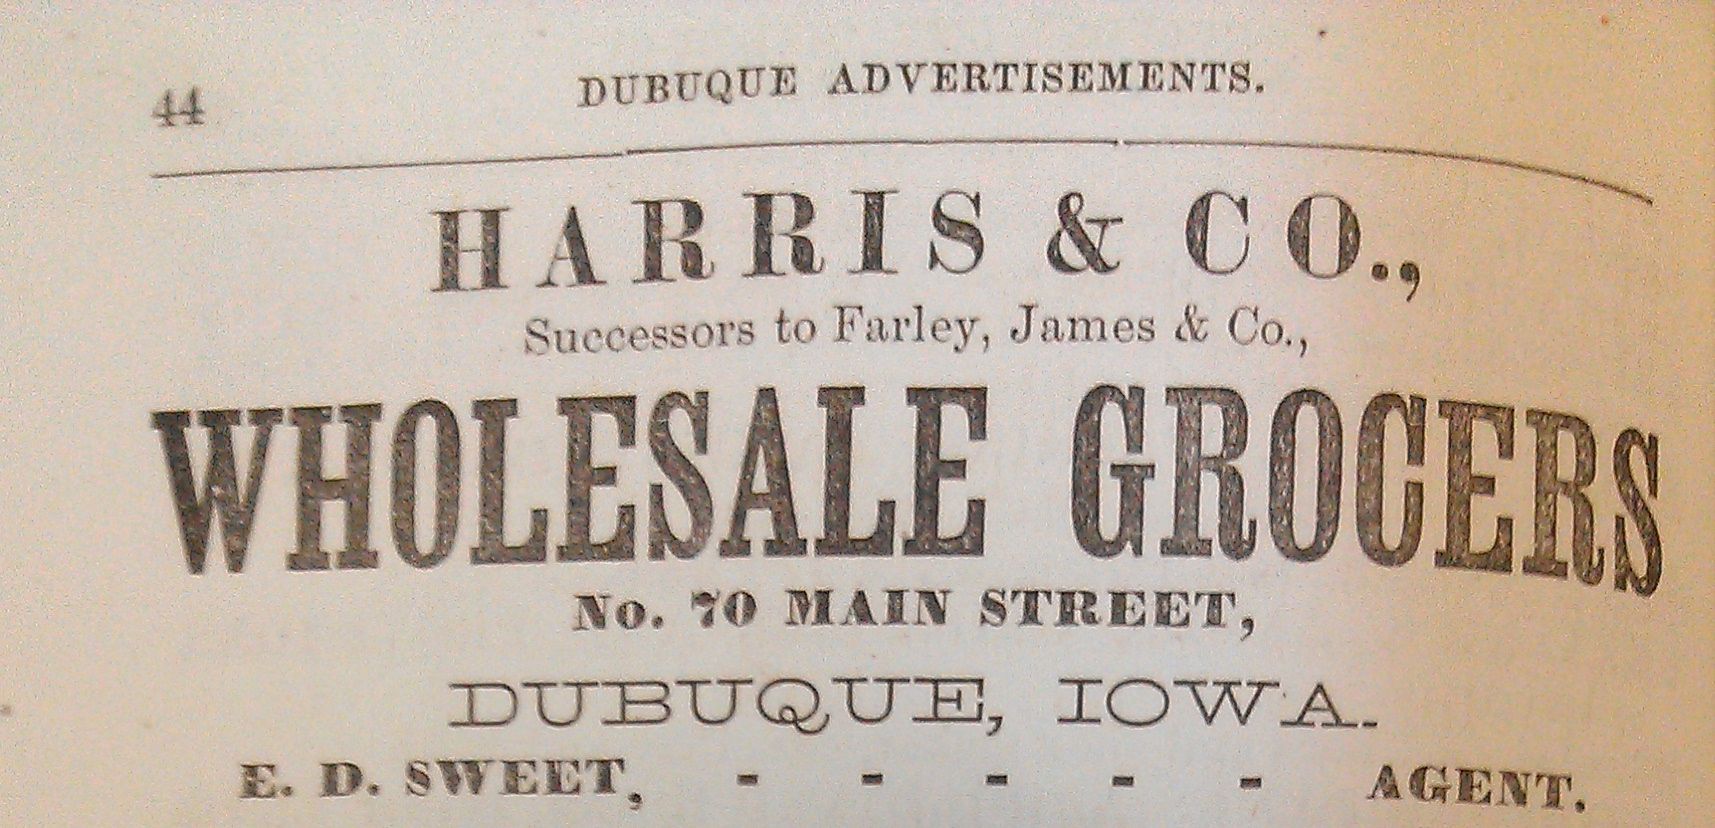 44 DUBUQUE ADVERTISEMENTS.
HARRIS & CO.,
Successors to Farley, James & Co.,
WHOLESALE GROCERS
No. 70 MAIN STREET,
DUBUQUE, IOWA.
E. D. SWEET, - - - - - AGENT.